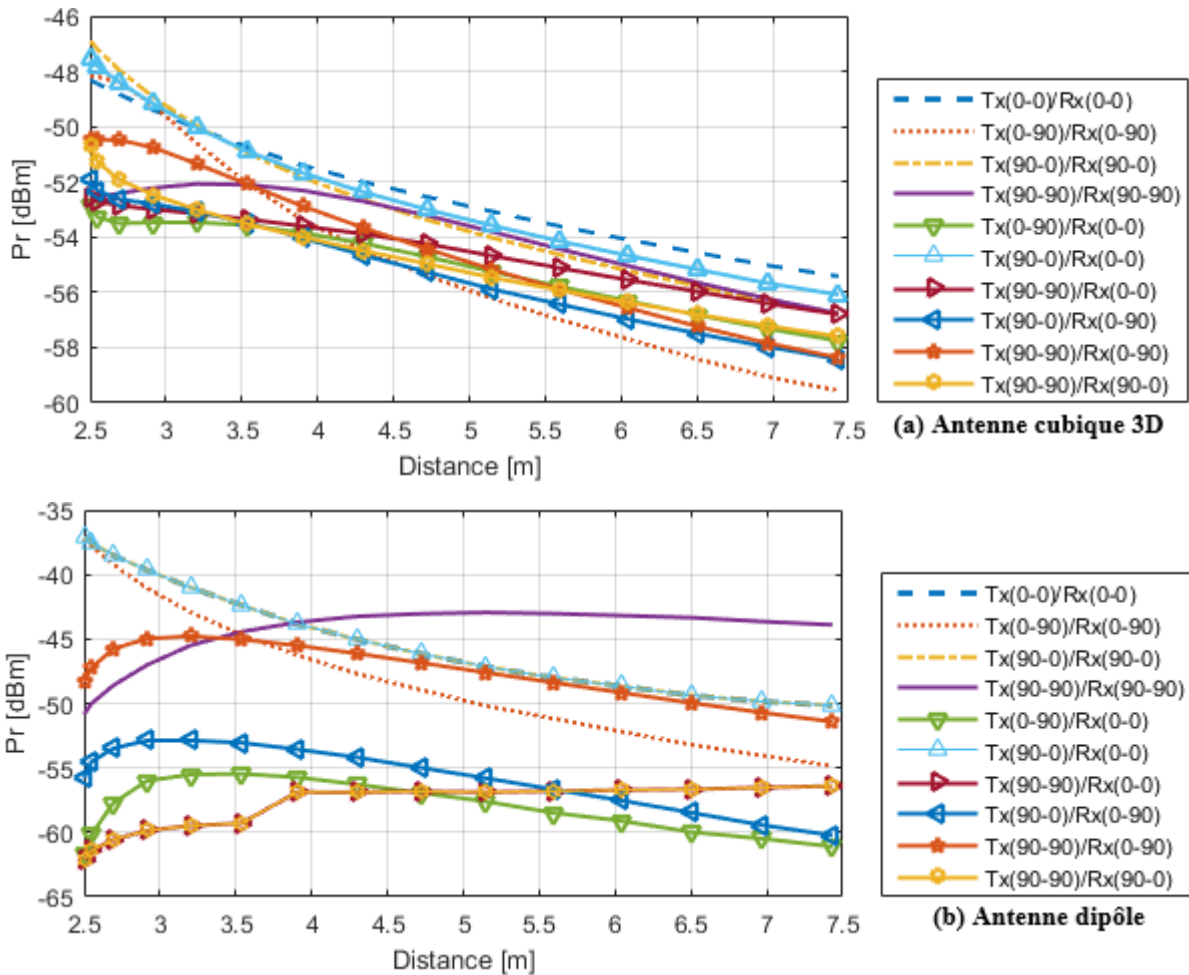 -46
-48
-50
-52
-54
-56
-58
-60
Pr [dBm]
2.5 3 3.5 4 4.5 5 5.5 6 6.5 7 7.5
Distance [m]
Tx(0-0)/Rx(0-0)
Tx(0-90)/Rx(0-90)
Tx(90-0)/Rx(90-0)
Tx(90-90)/Rx(90-90)
Tx(0-90)/Rx(0-0)
Tx(90-0)/Rx(0-0)
Tx(90-90)/Rx(0-0)
Tx(90-0)/Rx(0-90)
Tx(90-90)/Rx(0-90)
Tx(90-90)/Rx(90-0)
(a) Antenne cubique 3D
-35
-40
-45
-50
-55
-60
-65
Pr [dBm]
2.5 3 3.5 4 4.5 5 5.5 6 6.5 7 7.5
Distance [m]
Tx(0-0)/Rx(0-0)
Tx(0-90)/Rx(0-90)
Tx(90-0)/Rx(90-0)
Tx(90-90)/Rx(90-90)
Tx(0-90)/Rx(0-0)
Tx(90-0)/Rx(0-0)
Tx(90-90)/Rx(0-0)
Tx(90-0)/Rx(0-90)
Tx(90-90)/Rx(0-90)
Tx(90-90)/Rx(90-0)
(b) Antenne dipôle